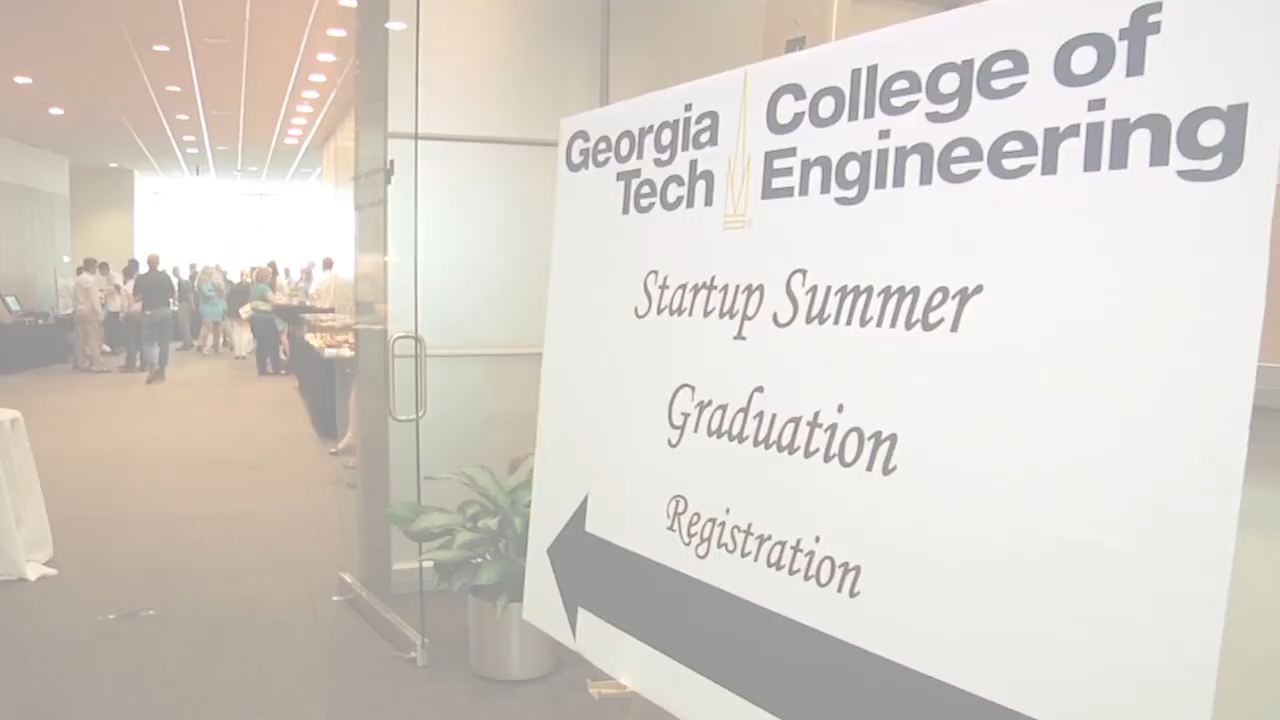 Georgia
Tech
College of
Engineering
Startup Summer
Graduation
Registration